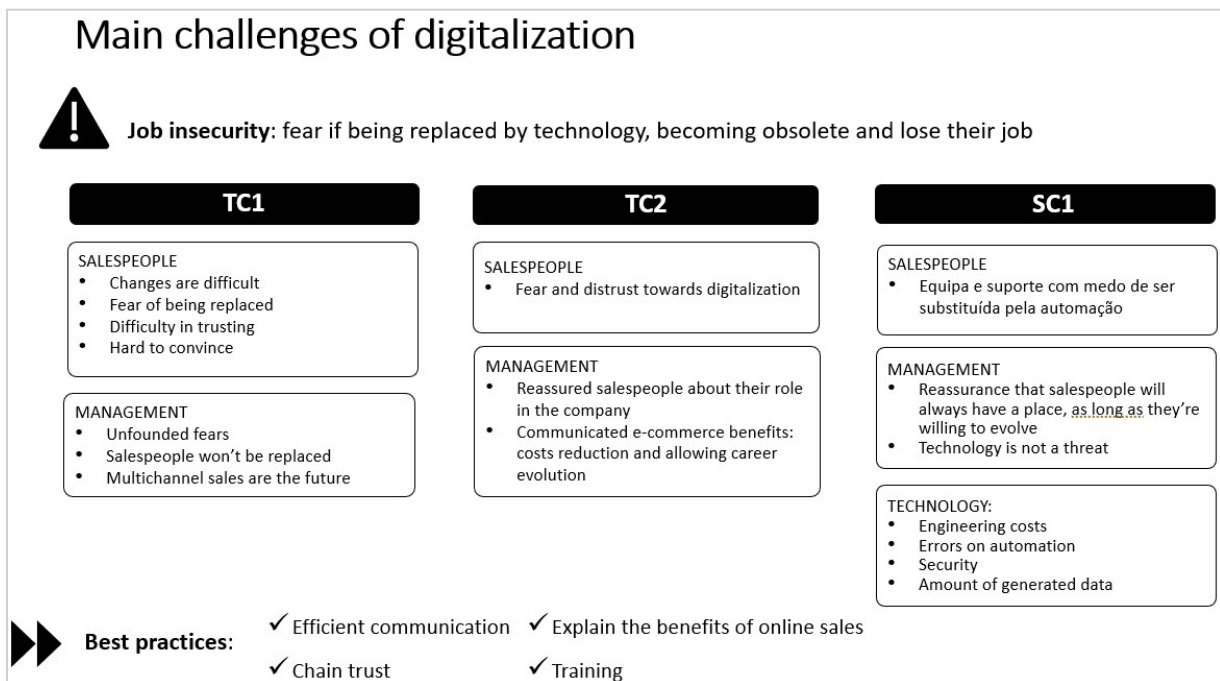 Main challenges of digitalization
Job insecurity: fear if being replaced by technology, becoming obsolete and lose their job
TC1
SALESPEOPLE
• Changes are difficult
• Fear of being replaced
• Difficulty in trusting
• Hard to convince
MANAGEMENT
• Unfounded fears
• Salespeople won't be replaced
• Multichannel sales are the future
TC2
SALESPEOPLE
• Fear and distrust towards digitalization
MANAGEMENT
• Reassured salespeople about their role
in the company
• Communicated e-commerce benefits:
costs reduction and allowing career
evolution
SC1
SALESPEOPLE
• Equipa e suporte com medo de ser
substituída pela automação
MANAGEMENT
• Reassurance that salespeople will
always have a place, as long as they're
willing to evolve
• Technology is not a threat
TECHNOLOGY:
• Engineering costs
• Errors on automation
• Security
• Amount of generated data
Best practices:
✓ Efficient communication
✓ Explain the benefits of online sales
✓ Chain trust
✓ Training